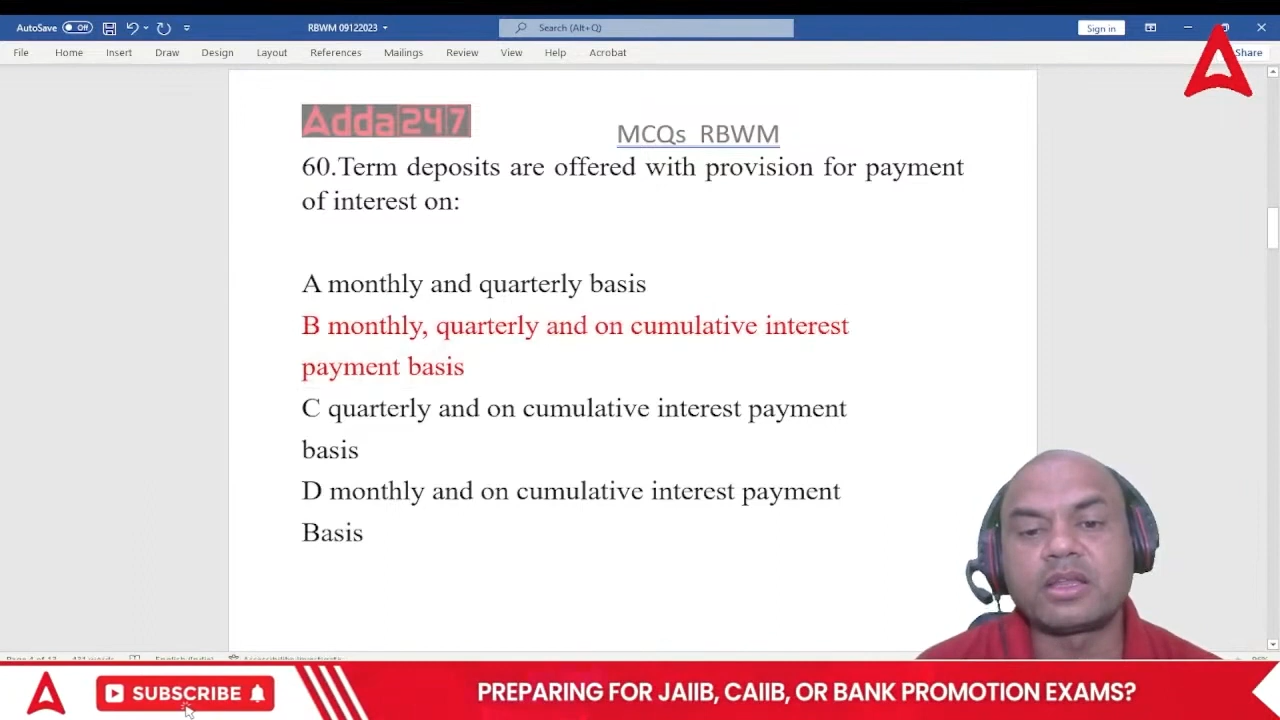 AutoSave Off RBWM 09122023 Search (Alt+Q) Sign in
File Home Insert Draw Design Layout References Mailings Review View Help Acrobat Share
Adda 247
MCQs RBWM
60.Term deposits are offered with provision for payment
of interest on:
A monthly and quarterly basis
B monthly, quarterly and on cumulative interest
payment basis
C quarterly and on cumulative interest payment
basis
D monthly and on cumulative interest payment
Basis
SUBSCRIBE
PREPARING FOR JAIIB, CAIIB, OR BANK PROMOTION EXAMS?